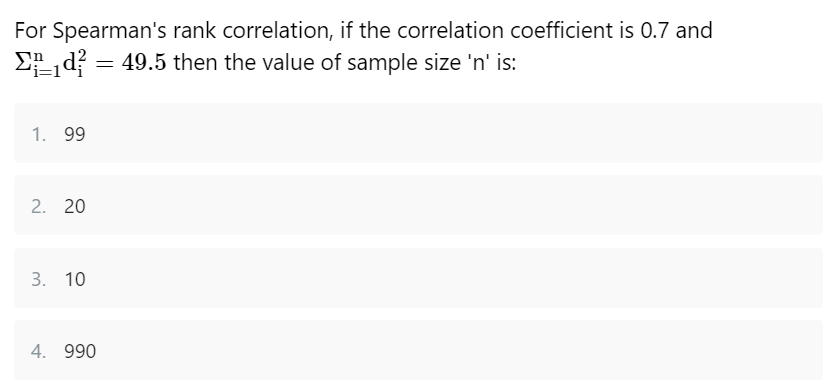 For Spearman's rank correlation, if the correlation coefficient is 0.7 and
Σⁿᵢ₌₁dᵢ² = 49.5 then the value of sample size 'n' is:
1. 99
2. 20
3. 10
4. 990